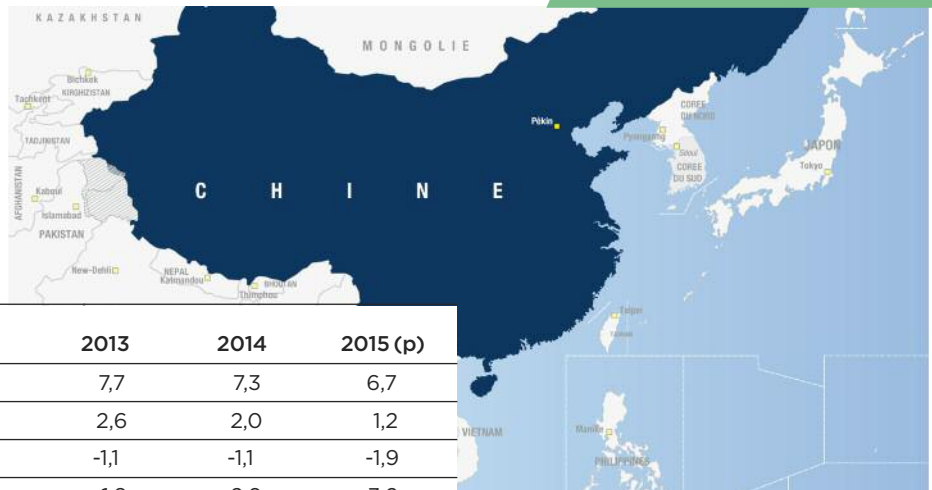 KAZAKHSTAN
MONGOLIE
Bichkek
KIRGHIZISTAN
Tachkent
TADJIKISTAN
AFGHANISTAN
Kaboul
Islamabad
PAKISTAN
New-Dehli
NEPAL
Katmandou
BHOUTAN
Thimphou
CHINE
Pékin
COREE
DU NORD
Pyongyang
Séoul
COREE
DU SUD
JAPON
Tokyo
Taipei
VIETNAM
Manille
PHILIPPINES
2013 2014 2015 (p)
7,7 7,3 6,7
2,6 2,0 1,2
-1,1 -1,1 -1,9